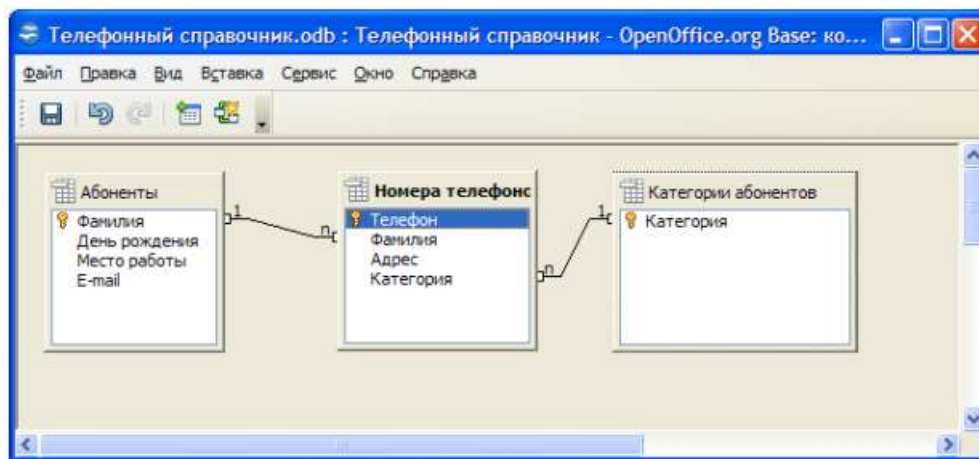 Телефонный справочник.odb : Телефонный справочник - OpenOffice.org Base: ко...
Файл Правка Вид Вставка Сервис Окно Справка
Абоненты
Фамилия
День рождения
Место работы
E-mail
1
n
Номера телефонс
Телефон
Фамилия
Адрес
Категория
n
1
Категории абонентов
Категория